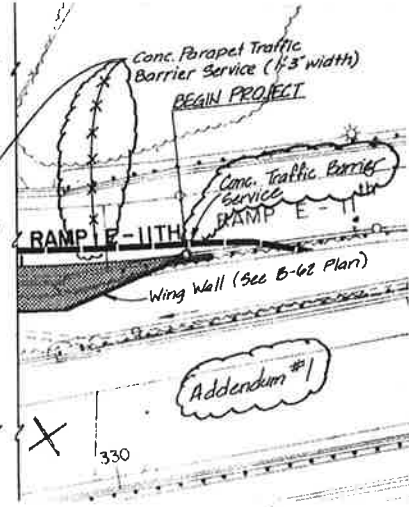 Conc. Parapet Traffic
Barrier Service (1'-3" width)
BEGIN PROJECT
Conc. Traffic Barrier
Service
RAMP E-11TH
RAMP E-11TH
Wing Wall (See B-62 Plan)
Addendum #1
330